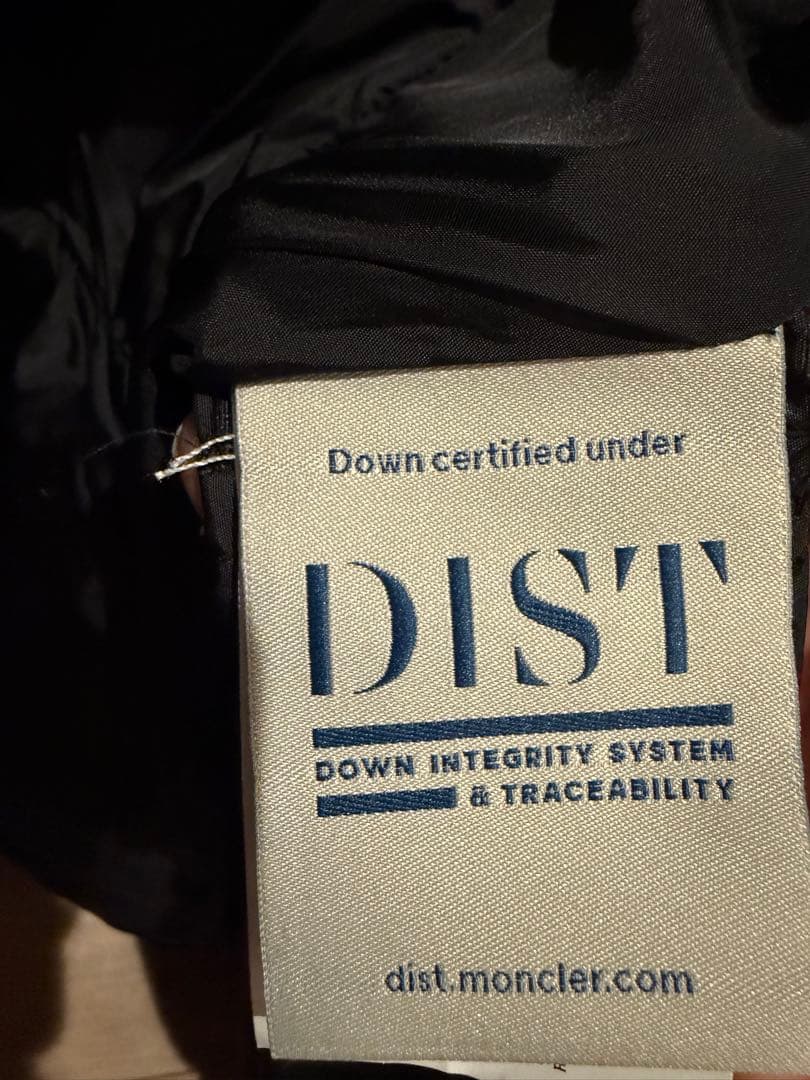 Down certified under
DIST
DOWN INTEGRITY SYSTEM
& TRACEABILITY
dist.moncler.com